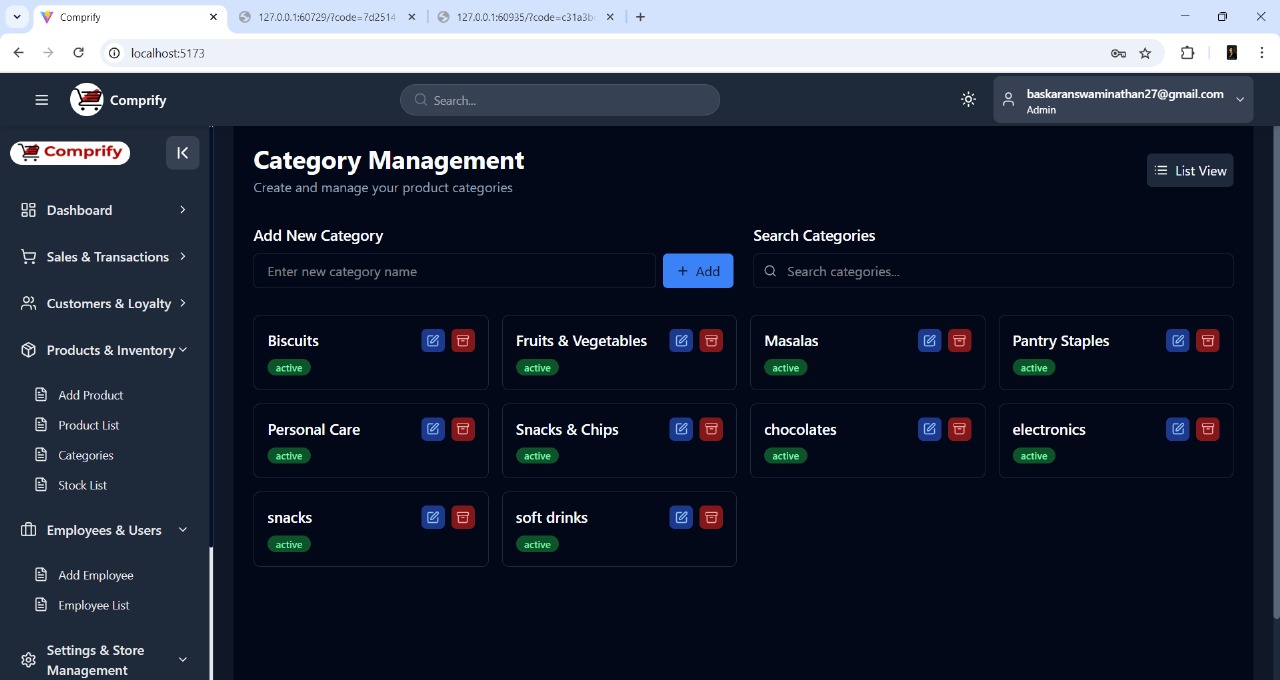 Comprify
127.0.0.1:60729/?code=7d2514
127.0.0.1:60935/?code=c31a3b
localhost:5173
Comprify
Search...
baskaranswaminathan27@gmail.com
Admin
Comprify
Dashboard
Sales & Transactions
Customers & Loyalty
Products & Inventory
Add Product
Product List
Categories
Stock List
Employees & Users
Add Employee
Employee List
Settings & Store
Management
Category Management
Create and manage your product categories
List View
Add New Category
Search Categories
Enter new category name
+ Add
Search categories...
Biscuits
active
Fruits & Vegetables
active
Masalas
active
Pantry Staples
active
Personal Care
active
Snacks & Chips
active
chocolates
active
electronics
active
snacks
active
soft drinks
active